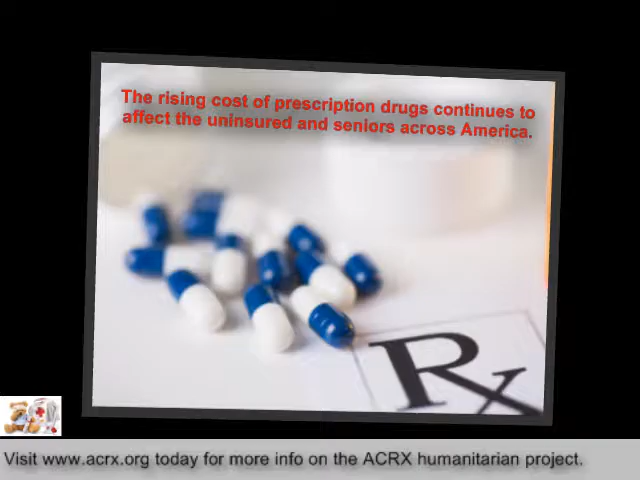 The rising cost of prescription drugs continues to
affect the uninsured and seniors across America.
Rx
Visit www.acrx.org today for more info on the ACRX humanitarian project.